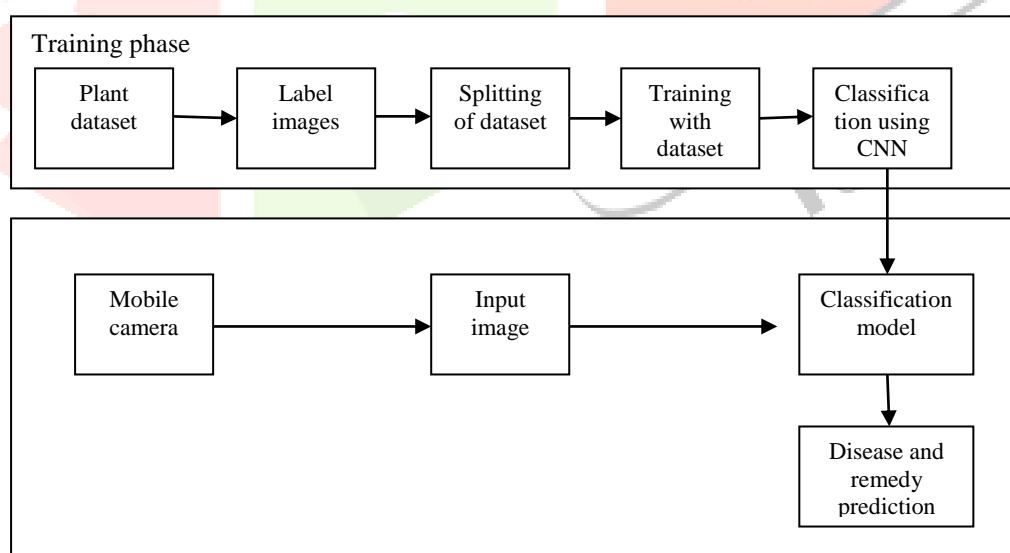 Training phase
Plant
dataset
Label
images
Splitting
of dataset
Training
with
dataset
Classifica
tion using
CNN
Mobile
camera
Input
image
Classification
model
Disease and
remedy
prediction